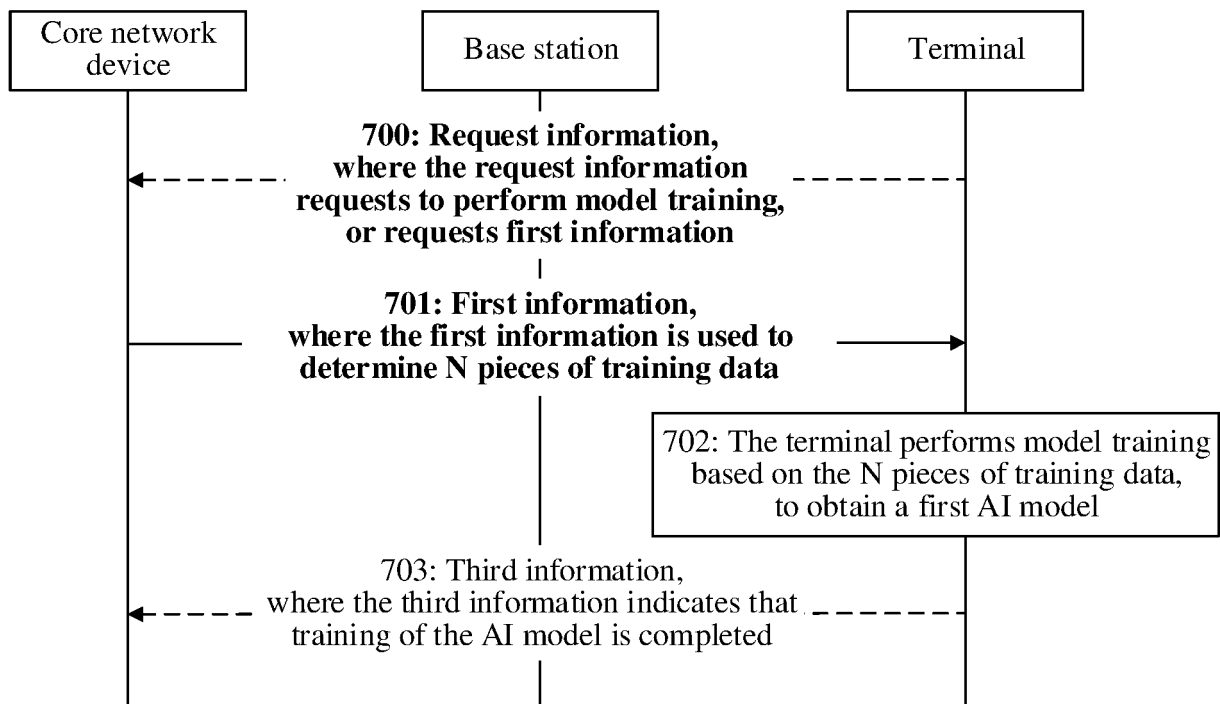 Core network
device
Base station
Terminal
700: Request information,
where the request information
requests to perform model training,
or requests first information
701: First information,
where the first information is used to
determine N pieces of training data
702: The terminal performs model training
based on the N pieces of training data,
to obtain a first AI model
703: Third information,
where the third information indicates that
training of the AI model is completed